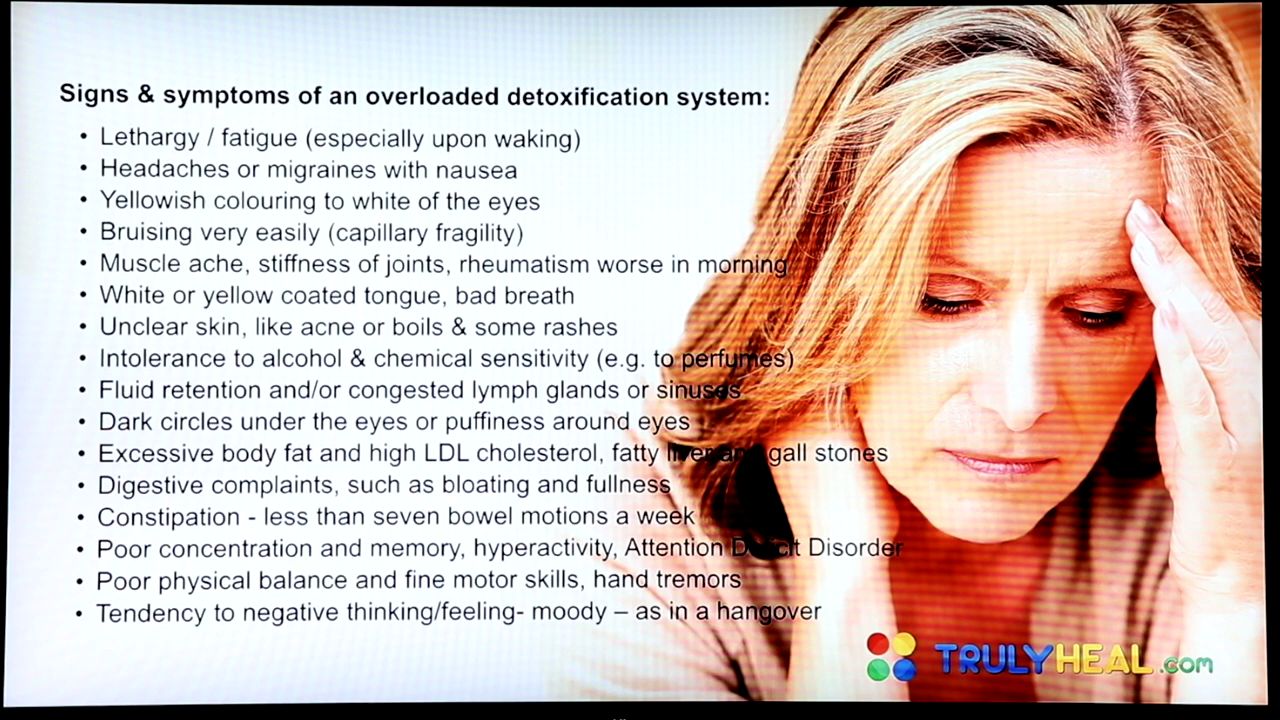 Signs & symptoms of an overloaded detoxification system:
• Lethargy / fatigue (especially upon waking)
• Headaches or migraines with nausea
• Yellowish colouring to white of the eyes
• Bruising very easily (capillary fragility)
• Muscle ache, stiffness of joints, rheumatism worse in morning
• White or yellow coated tongue, bad breath
• Unclear skin, like acne or boils & some rashes
• Intolerance to alcohol & chemical sensitivity (e.g. to perfumes)
• Fluid retention and/or congested lymph glands or sinuses
• Dark circles under the eyes or puffiness around eyes
• Excessive body fat and high LDL cholesterol, fatty liver and gall stones
• Digestive complaints, such as bloating and fullness
• Constipation - less than seven bowel motions a week
• Poor concentration and memory, hyperactivity, Attention Deficit Disorder
• Poor physical balance and fine motor skills, hand tremors
• Tendency to negative thinking/feeling- moody – as in a hangover
TRULYHEAL.com